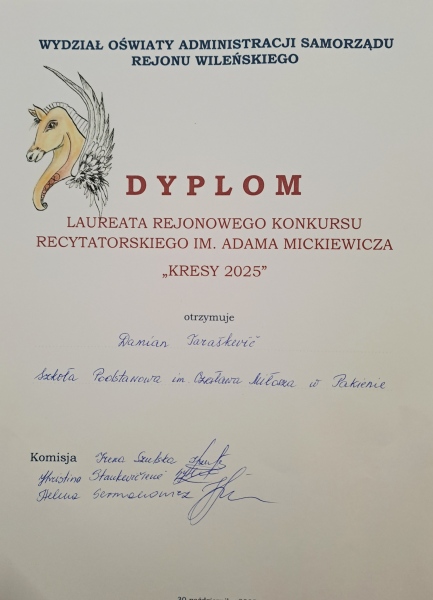 WYDZIAŁ OŚWIATY ADMINISTRACJI SAMORZĄDU
REJONU WILEŃSKIEGO
DYPLOM
LAUREATA REJONOWEGO KONKURSU
RECYTATORSKIEGO IM. ADAMA MICKIEWICZA
„KRESY 2025”
otrzymuje
Damian Taraškevič
Szkoła Podstawowa im Czesława Miłosza w Pakienie
Komisja Irena Szulska
Krystina Stankevičienė
Helena Germanowicz